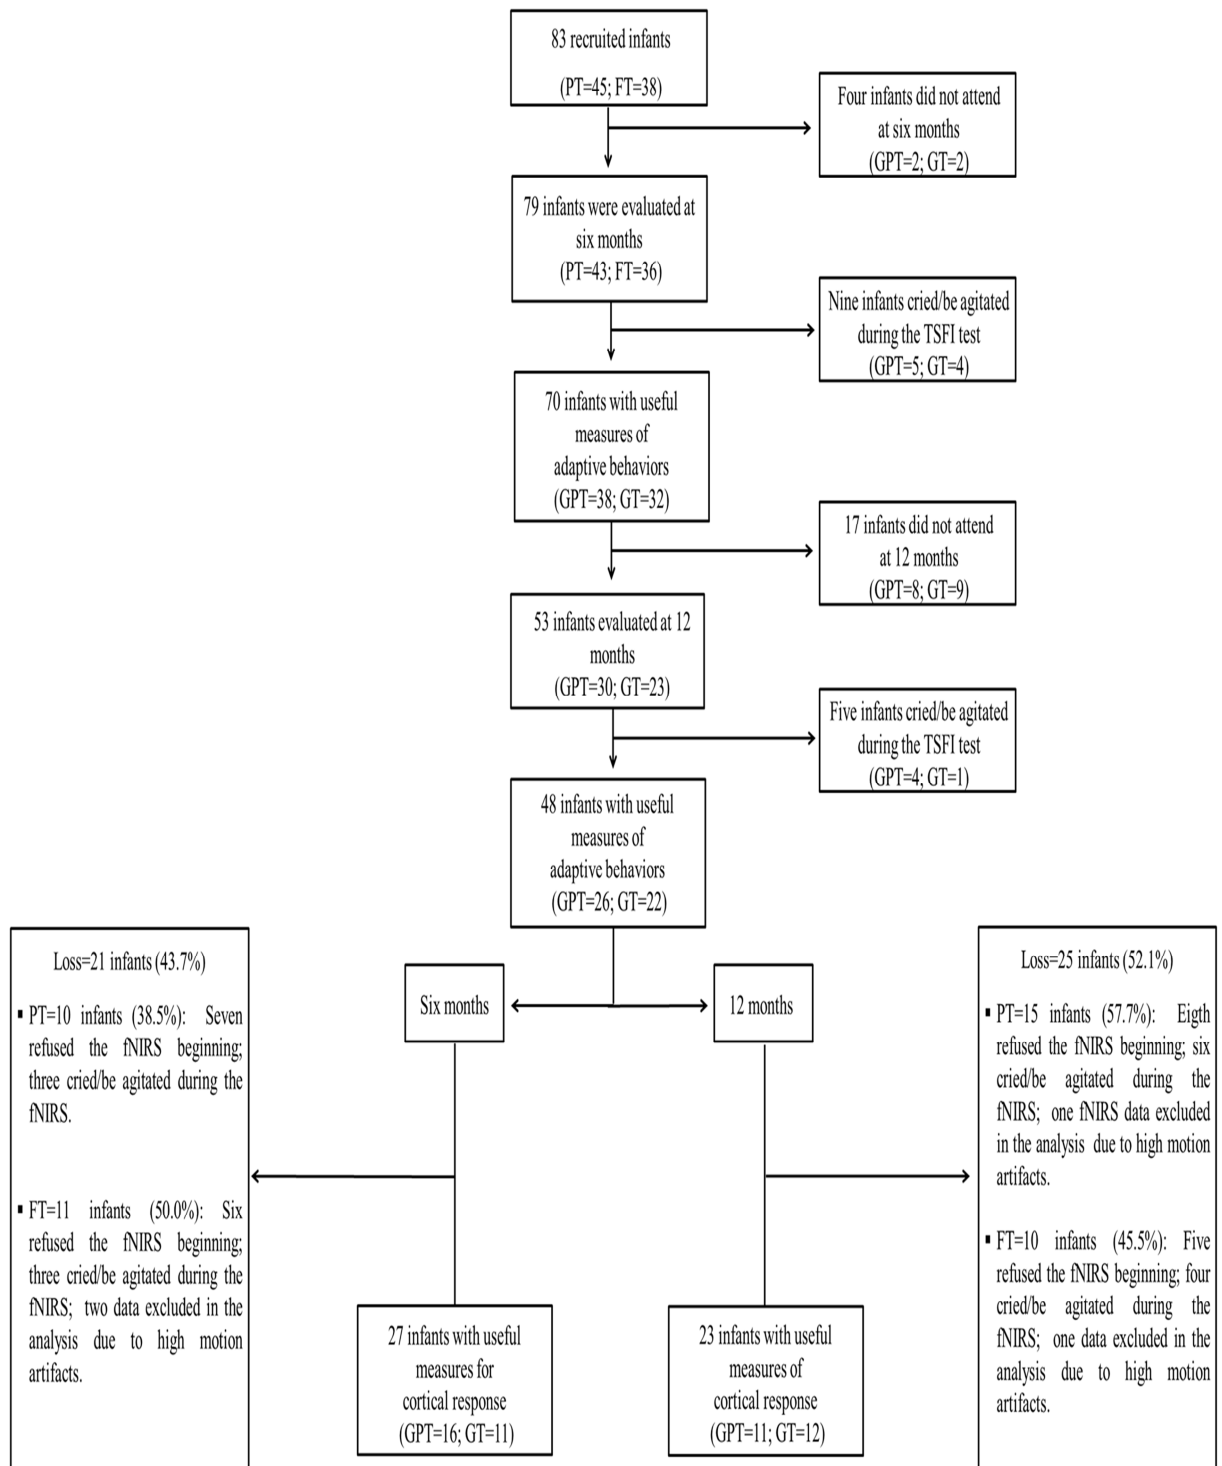 83 recruited infants
(PT=45; FT=38)
Four infants did not attend
at six months
(GPT=2; GT=2)
79 infants were evaluated at
six months
(PT=43; FT=36)
Nine infants cried/be agitated
during the TSFI test
(GPT=5; GT=4)
70 infants with useful
measures of
adaptive behaviors
(GPT=38; GT=32)
17 infants did not attend
at 12 months
(GPT=8; GT=9)
53 infants evaluated at 12
months
(GPT=30; GT=23)
Five infants cried/be agitated
during the TSFI test
(GPT=4; GT=1)
48 infants with useful
measures of
adaptive behaviors
(GPT=26; GT=22)
Six months
12 months
Loss=21 infants (43.7%)
▪ PT=10 infants (38.5%): Seven
refused the fNIRS beginning;
three cried/be agitated during the
fNIRS.
▪ FT=11 infants (50.0%): Six
refused the fNIRS beginning;
three cried/be agitated during the
fNIRS; two data excluded in the
analysis due to high motion
artifacts.
Loss=25 infants (52.1%)
▪ PT=15 infants (57.7%): Eigth
refused the fNIRS beginning; six
cried/be agitated during the
fNIRS; one fNIRS data excluded
in the analysis due to high motion
artifacts.
▪ FT=10 infants (45.5%): Five
refused the fNIRS beginning; four
cried/be agitated during the
fNIRS; one data excluded in the
analysis due to high motion
artifacts.
27 infants with useful
measures for
cortical response
(GPT=16; GT=11)
23 infants with useful
measures of
cortical response
(GPT=11; GT=12)